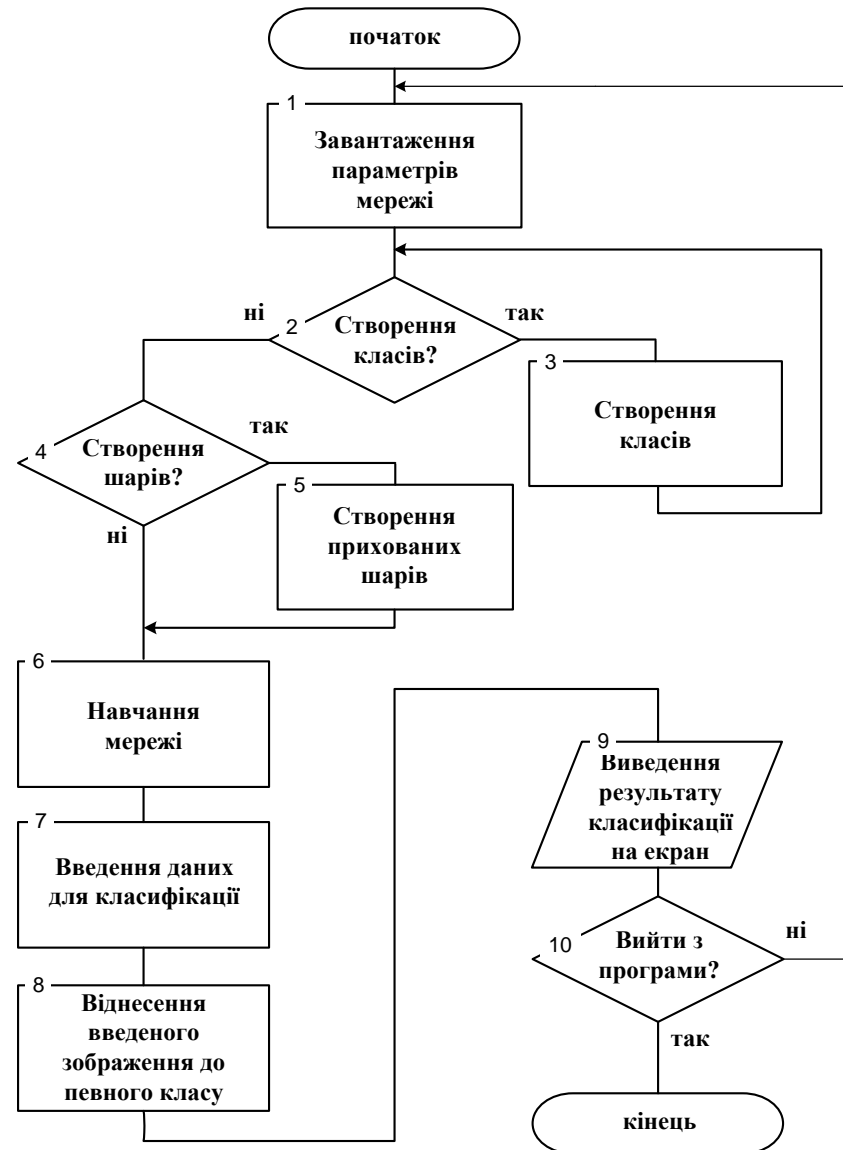 початок
1
Завантаження
параметрів
мережі
ні
так
2
Створення
класів?
3
Створення
класів
4
Створення
шарів?
так
ні
5
Створення
прихованих
шарів
6
Навчання
мережі
7
Введення даних
для класифікації
8
Віднесення
введеного
зображення до
певного класу
9
Виведення
результату
класифікації
на екран
10
Вийти з
програми?
ні
так
кінець